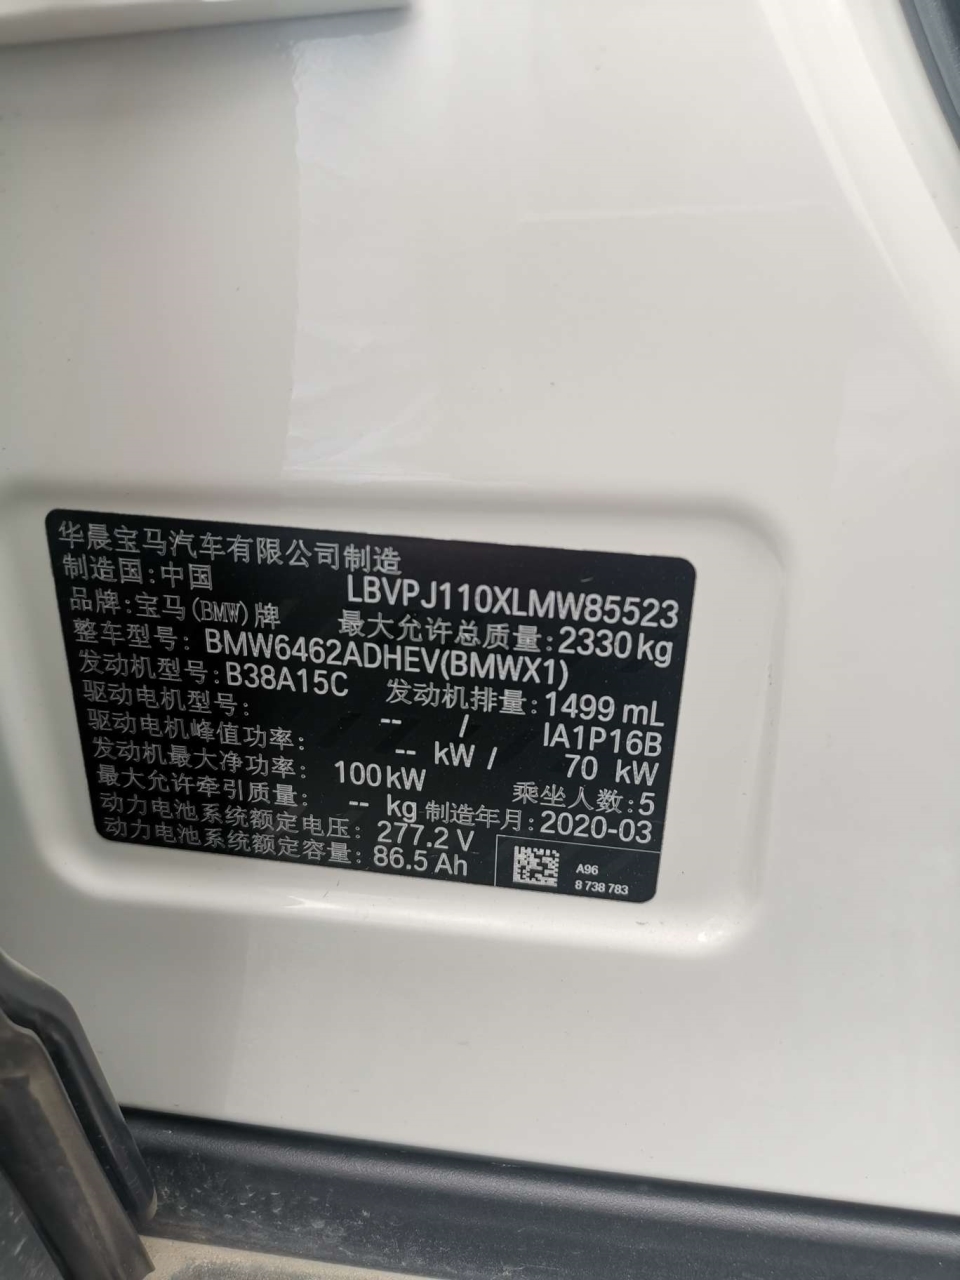 华晨宝马汽车有限公司制造
制造国:中国 LBVPJ110XLMW85523
品牌:宝马(BMW)牌 最大允许总质量:2330kg
整车型号: BMW6462ADHEV(BMWX1)
发动机型号:B38A15C 发动机排量:1499 mL
驱动电机型号: -- / IA1P16B
驱动电机峰值功率: -- kW / 70 kW
发动机最大净功率: 100kW 乘坐人数:5
最大允许牵引质量: -- kg 制造年月:2020-03
动力电池系统额定电压: 277.2 V
动力电池系统额定容量: 86.5 Ah
A96
8 738 783